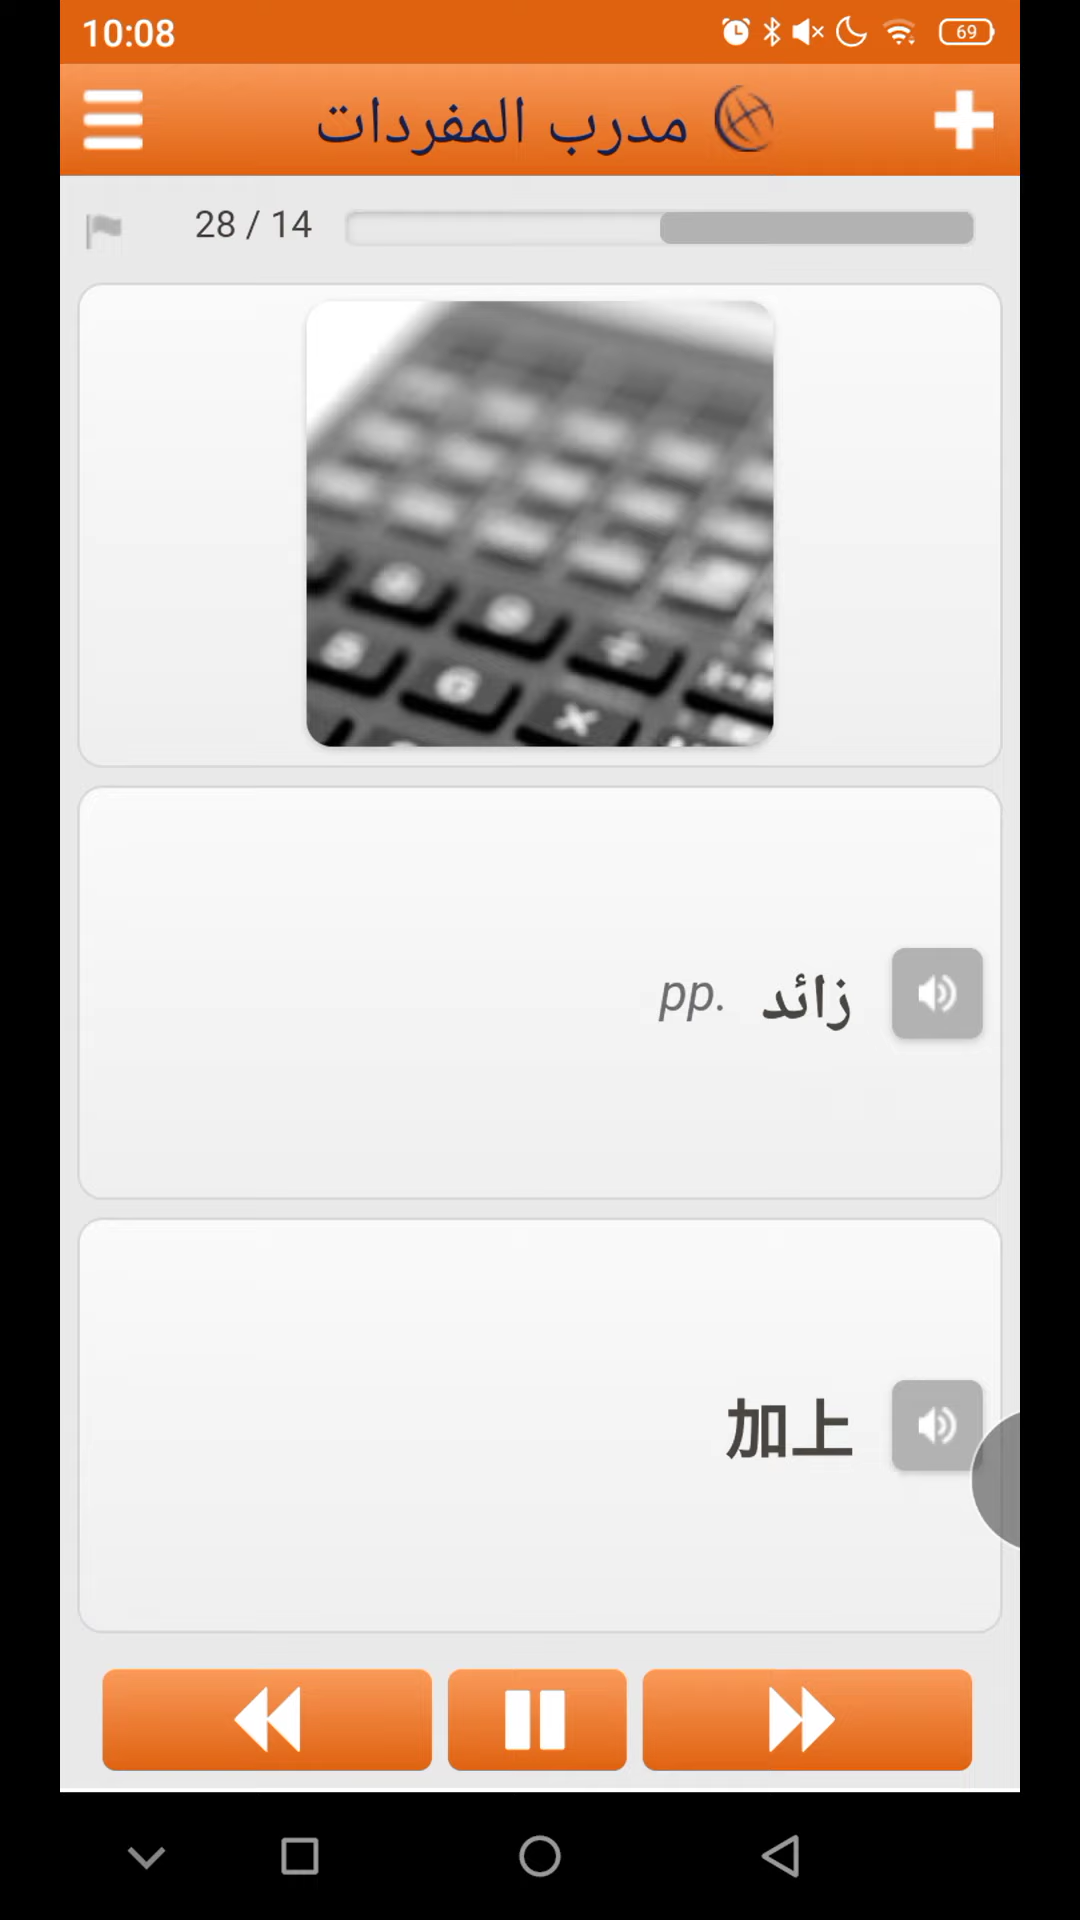 10:08
69
مدرب المفردات
28 / 14
زائد pp.
加上